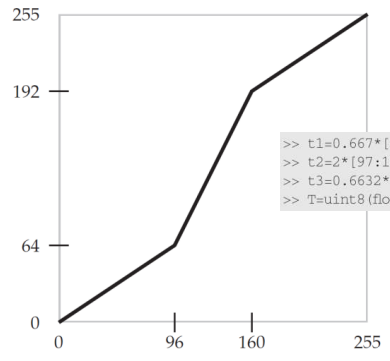 255
192
>> t1=0.667*[
>> t2=2*[97:1
>> t3=0.6632*
>> T=uint8(flo
64
0
0 96 160 255